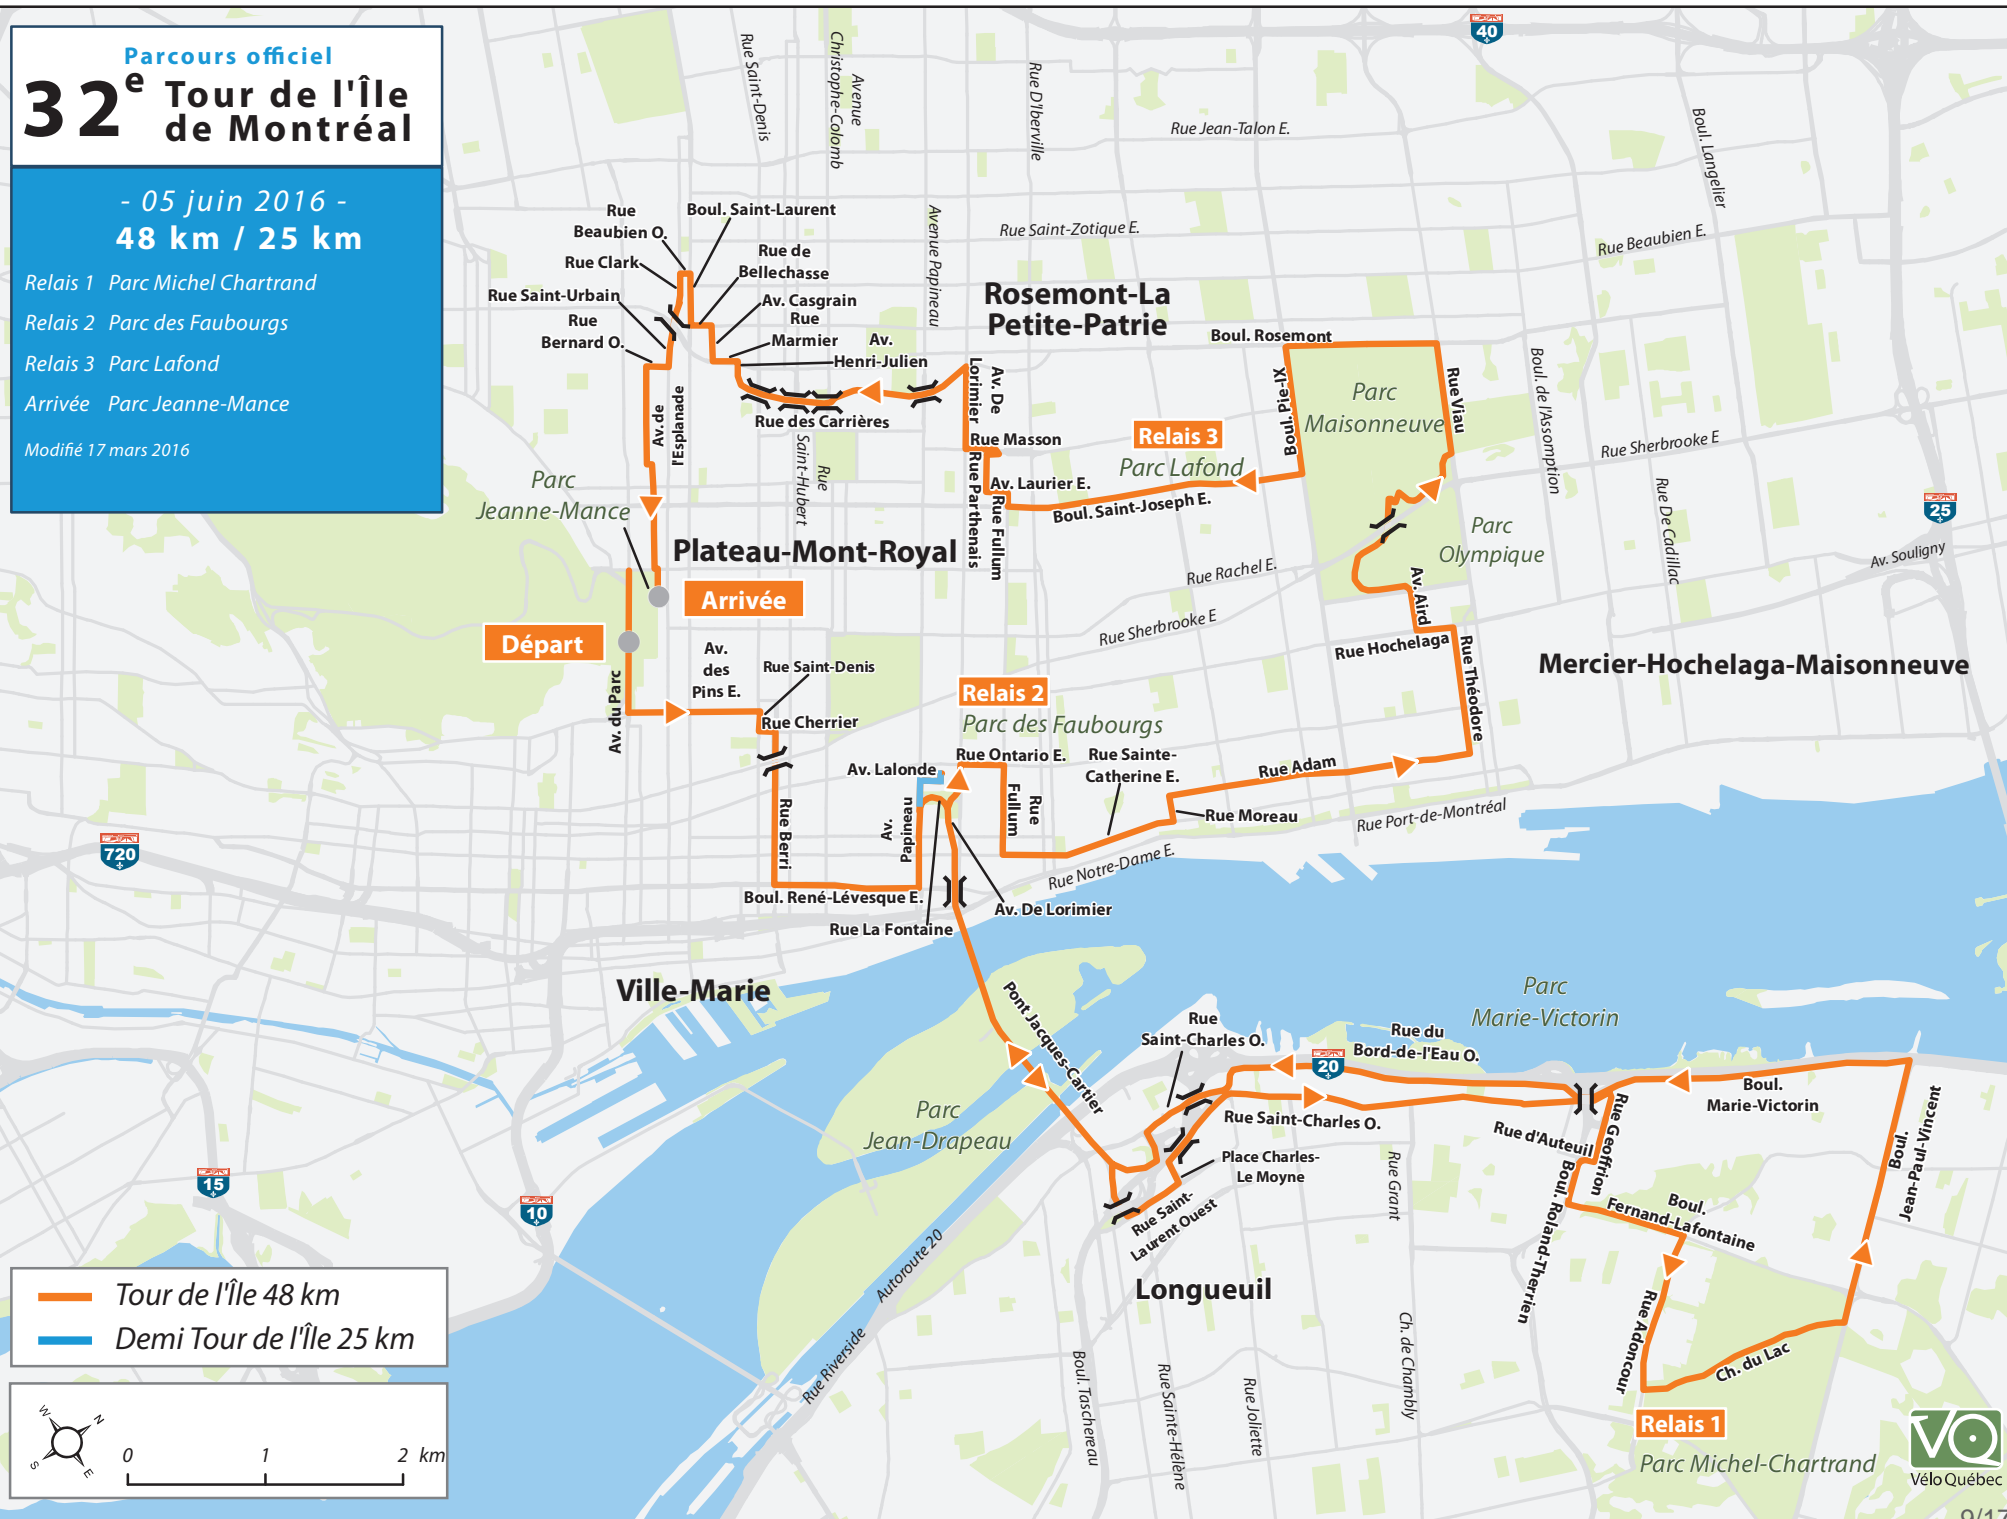 Parcours officiel
32e Tour de l'Île
de Montréal
- 05 juin 2016 -
48 km / 25 km
Relais 1 Parc Michel Chartrand
Relais 2 Parc des Faubourgs
Relais 3 Parc Lafond
Arrivée Parc Jeanne-Mance
Modifié 17 mars 2016
40
Rue Saint-Denis
Avenue
Christophe-Colomb
Rue D'Iberville
Rue Jean-Talon E.
Boul. Langelier
Rue
Beaubien O.
Boul. Saint-Laurent
Avenue Papineau
Rue Saint-Zotique E.
Rue Beaubien E.
Rue Clark
Rue de
Bellechasse
Rue Saint-Urbain
Av. Casgrain
Rue
Marmier
Rosemont-La
Petite-Patrie
Rue
Bernard O.
Av.
Henri-Julien
Boul. Rosemont
Lorimier
Av. De
Boul. Pie-IX
Parc
Maisonneuve
Rue Viau
Boul. de l'Assomption
Av. de
l'Esplanade
Rue des Carrières
Rue Masson
Relais 3
Parc Lafond
Rue Sherbrooke E
Rue
Saint-Hubert
Rue Parthenais
Av. Laurier E.
Rue Fullum
Boul. Saint-Joseph E.
Rue De Cadillac
25
Parc
Jeanne-Mance
Parc
Olympique
Av. Souligny
Plateau-Mont-Royal
Rue Rachel E.
Av. Aird
Arrivée
Départ
Rue Sherbrooke E
Rue Hochelaga
Rue Théodore
Mercier-Hochelaga-Maisonneuve
Av.
des
Pins E.
Rue Saint-Denis
Av. du Parc
Rue Cherrier
Relais 2
Parc des Faubourgs
Rue Ontario E.
Rue Sainte-
Catherine E.
Rue Adam
Av. Lalonde
Rue Berri
Av.
Papineau
Rue
Fullum
Rue Moreau
Rue Port-de-Montréal
720
Rue Notre-Dame E.
Boul. René-Lévesque E.
Av. De Lorimier
Rue La Fontaine
Ville-Marie
Pont Jacques-Cartier
Parc
Marie-Victorin
Rue
Saint-Charles O.
Rue du
Bord-de-l'Eau O.
20
Boul.
Marie-Victorin
Parc
Jean-Drapeau
Rue Saint-Charles O.
Rue d'Auteuil
Rue Geoffrion
Boul.
Jean-Paul-Vincent
15
10
Place Charles-
Le Moyne
Rue Grant
Rue Saint-
Laurent Ouest
Boul. Roland-Therrien
Boul.
Fernand-Lafontaine
Autoroute 20
Longueuil
Rue Adoncour
Tour de l'Île 48 km
Demi Tour de l'Île 25 km
Rue Riverside
Boul. Taschereau
Rue Sainte-Hélène
Rue Joliette
Ch. de Chambly
Ch. du Lac
Relais 1
Parc Michel-Chartrand
W
N
S
E
0 1 2 km
VQ
Vélo Québec
9/17